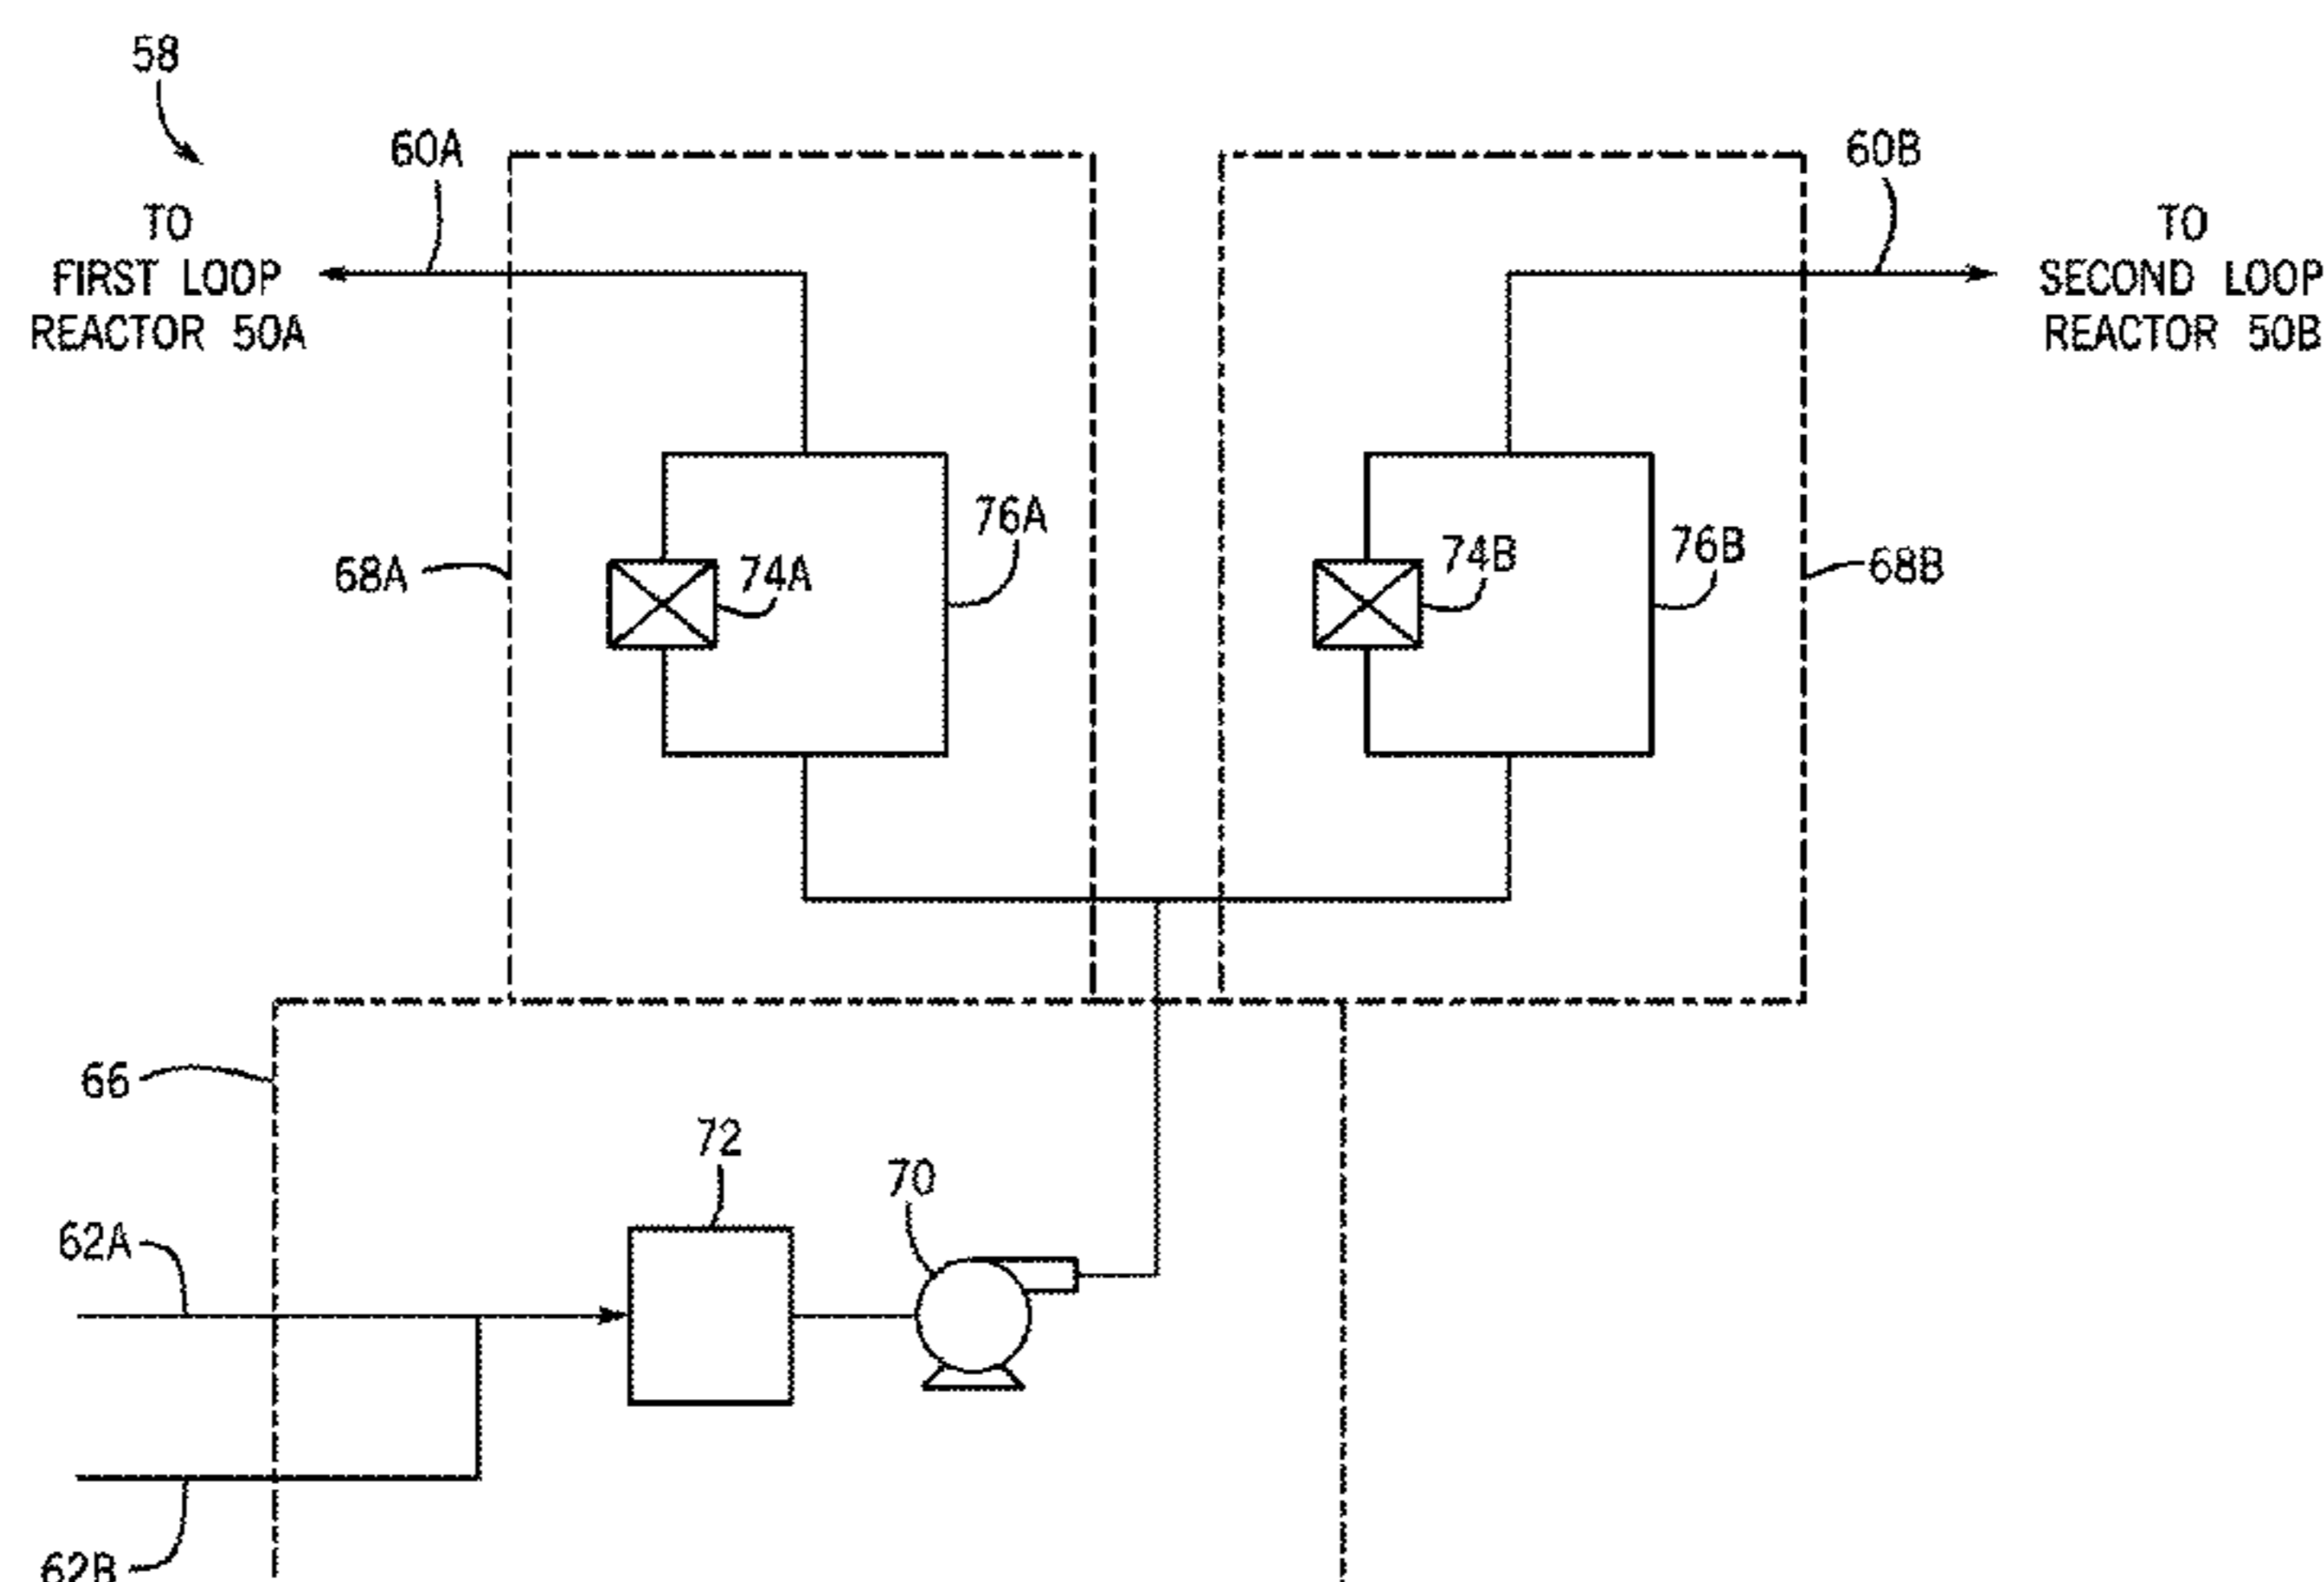 58
60A
60B
TO
FIRST LOOP
REACTOR 50A
TO
SECOND LOOP
REACTOR 50B
76A
74A
68A
76B
74B
68B
66
72
70
62A
62B